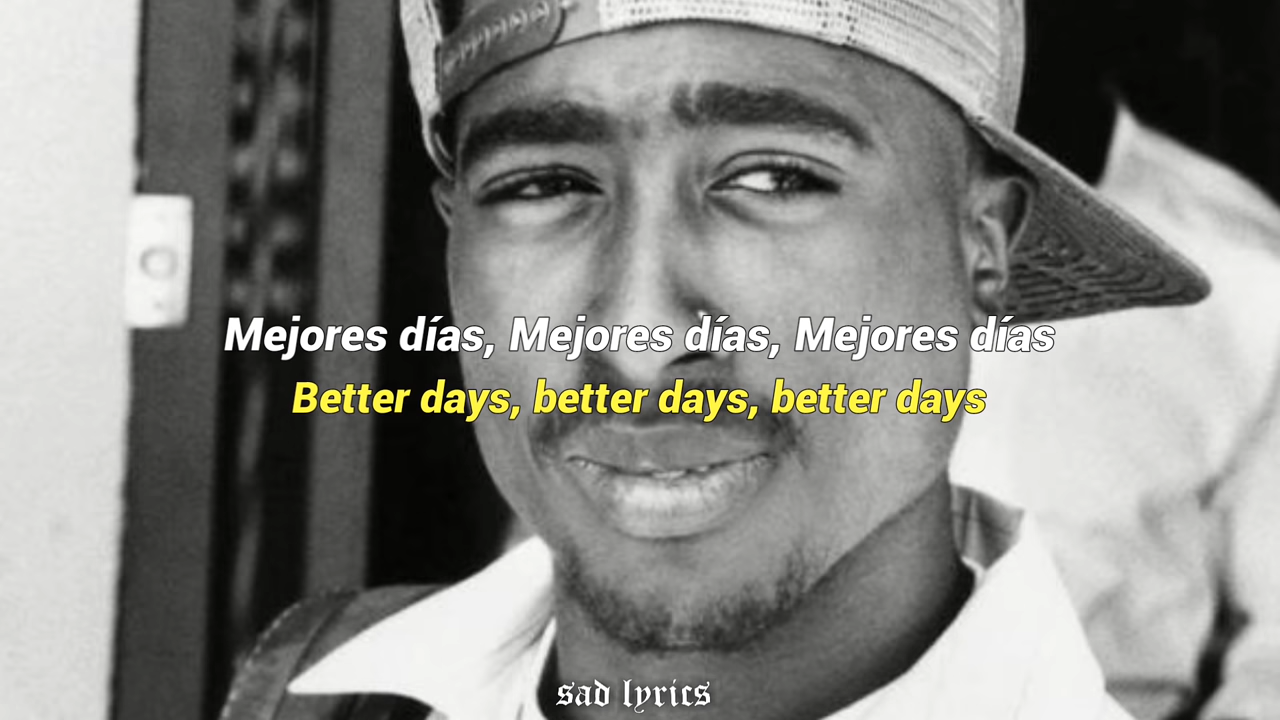 Mejores días, Mejores días, Mejores días
Better days, better days, better days
sad lyrics